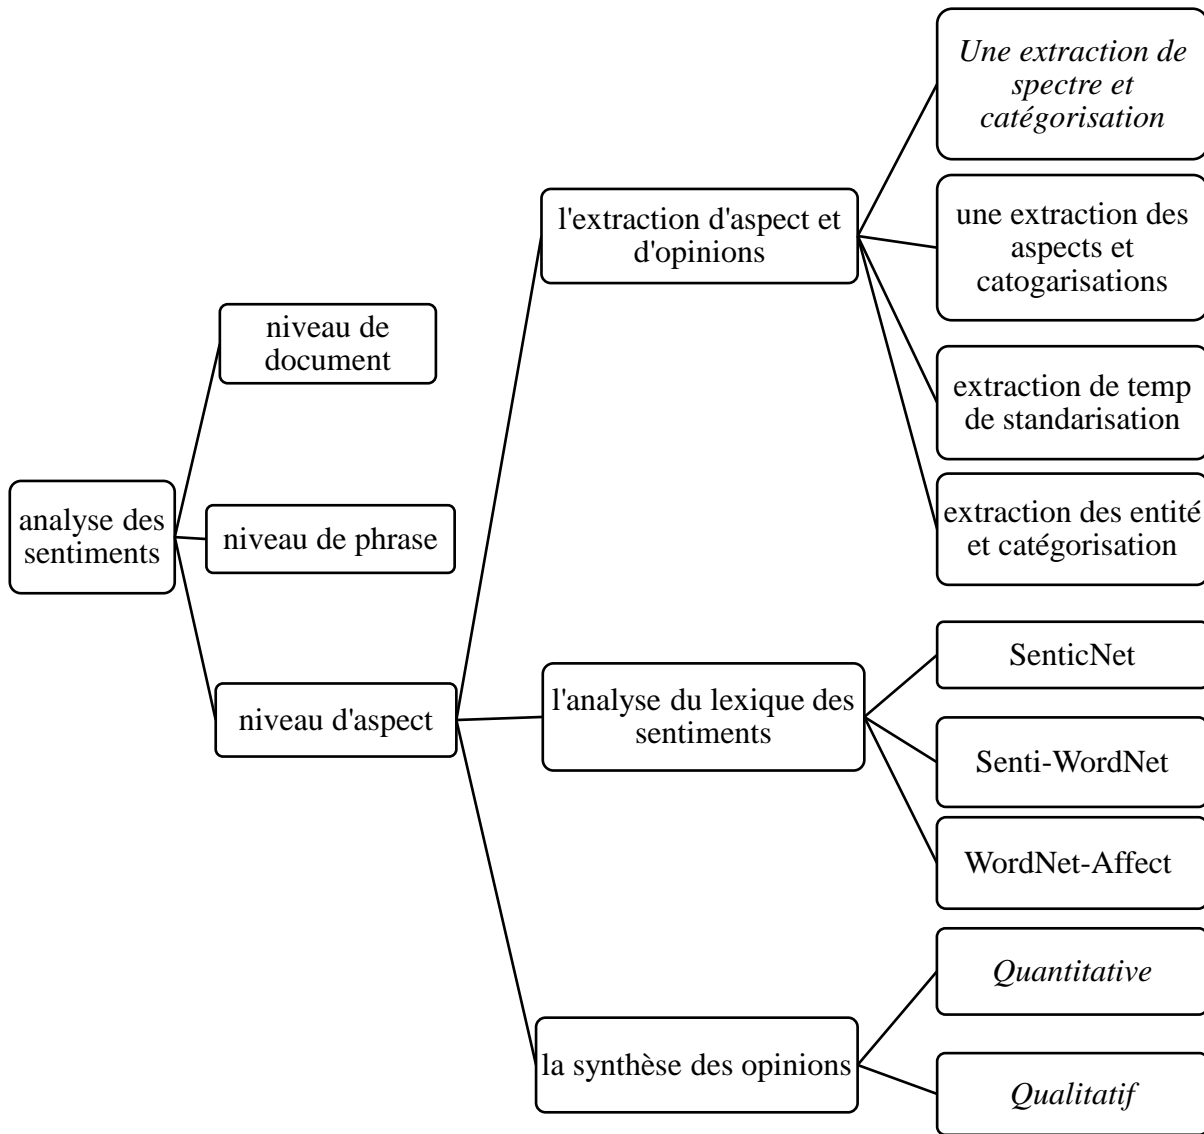 analyse des
sentiments
niveau de
document
niveau de phrase
niveau d'aspect
l'extraction d'aspect et
d'opinions
l'analyse du lexique des
sentiments
la synthèse des opinions
Une extraction de
spectre et
catégorisation
une extraction des
aspects et
catogarisations
extraction de temp
de standarisation
extraction des entité
et catégorisation
SenticNet
Senti-WordNet
WordNet-Affect
Quantitative
Qualitatif